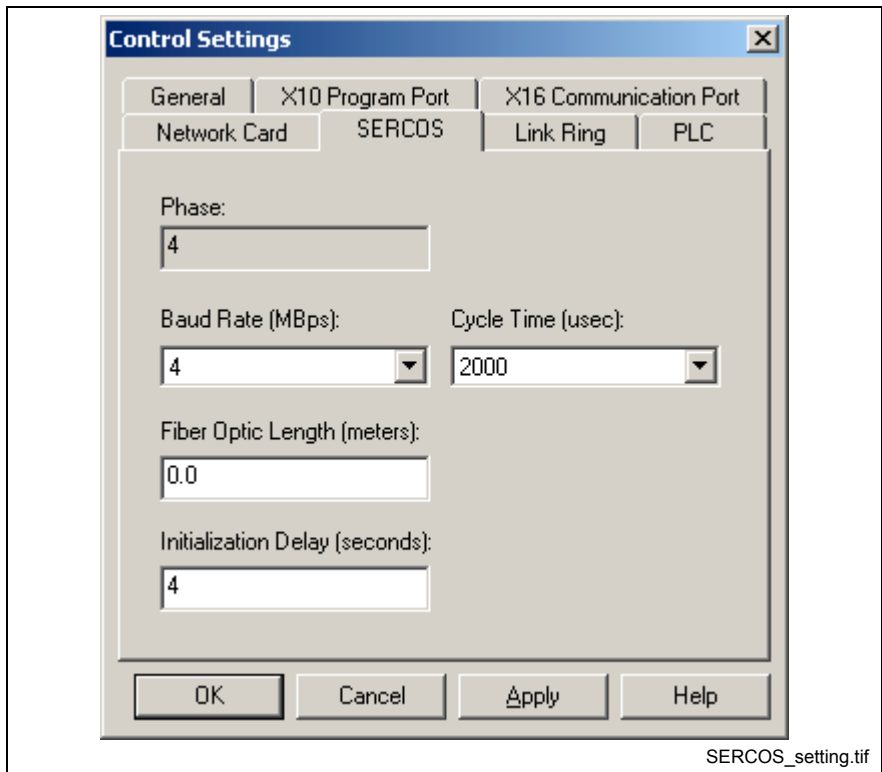 Control Settings
General X10 Program Port X16 Communication Port
Network Card SERCOS Link Ring PLC
Phase:
4
Baud Rate (MBps): Cycle Time (usec):
4 2000
Fiber Optic Length (meters):
0.0
Initialization Delay (seconds):
4
OK Cancel Apply Help
SERCOS_setting.tif